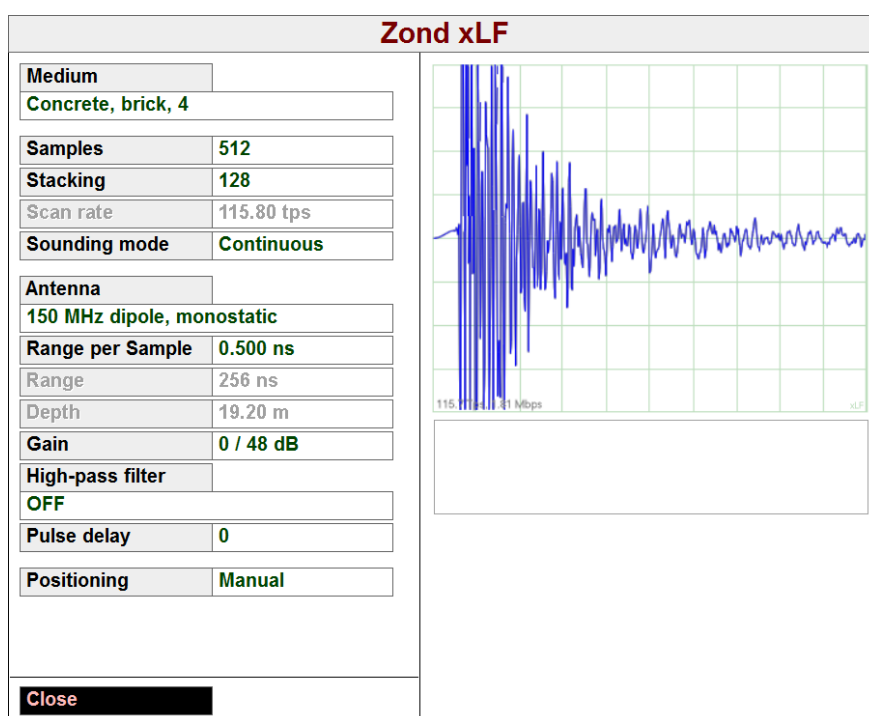 Zond xLF
Medium
Concrete, brick, 4
Samples 512
Stacking 128
Scan rate 115.80 tps
Sounding mode Continuous
Antenna
150 MHz dipole, monostatic
Range per Sample 0.500 ns
Range 256 ns
Depth 19.20 m
Gain 0 / 48 dB
High-pass filter
OFF
Pulse delay 0
Positioning Manual
Close
Mbps
xLF